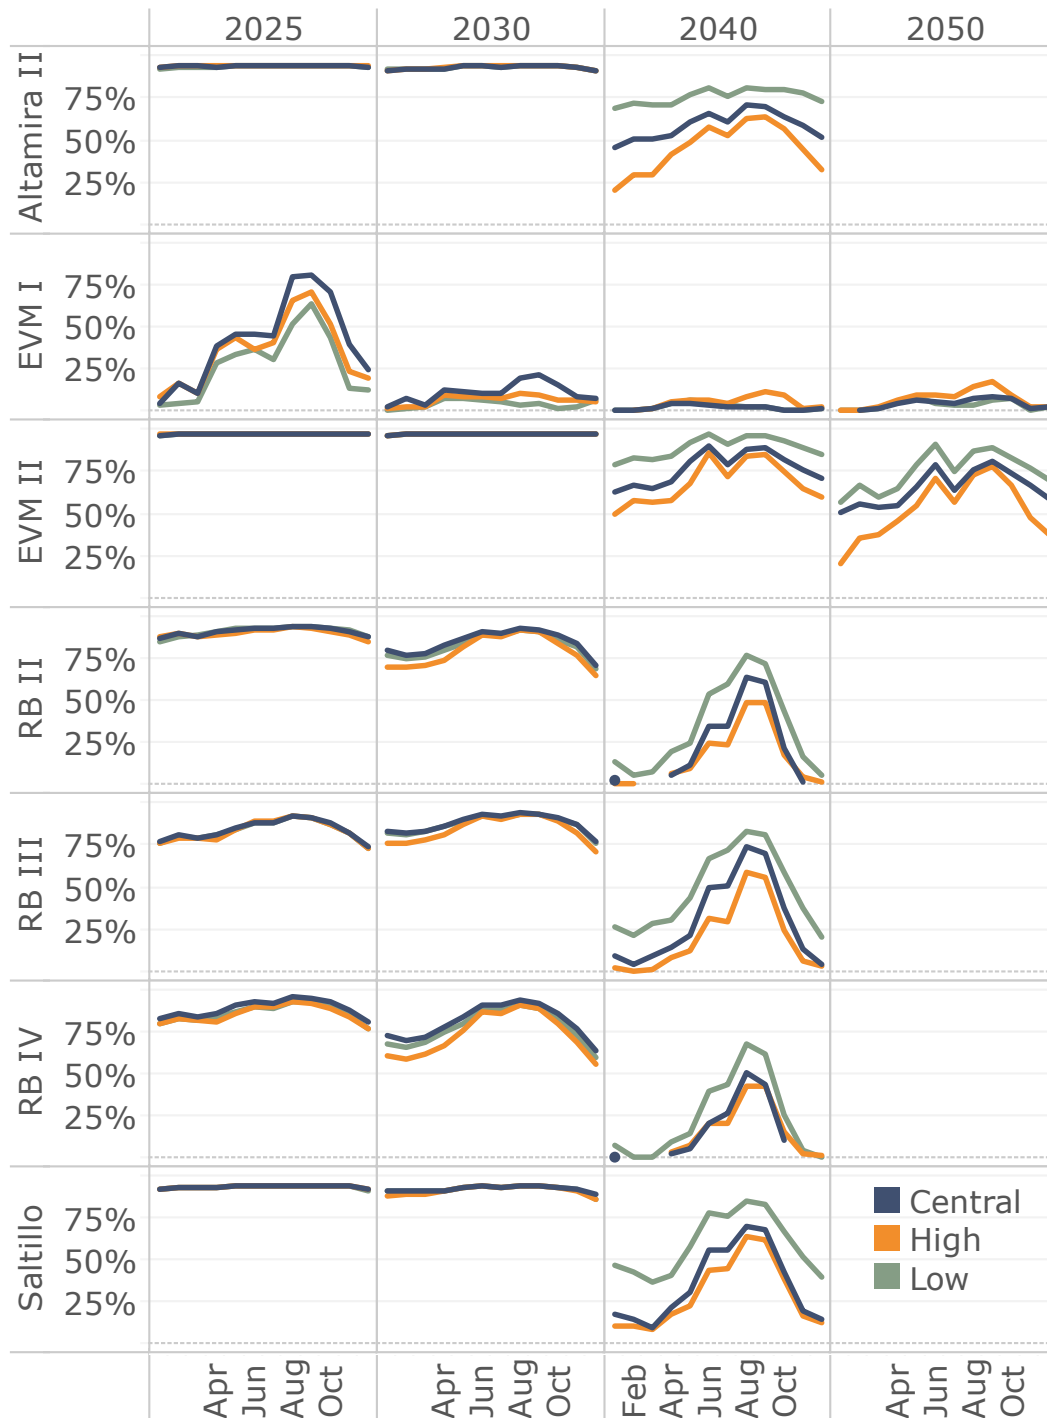 2025 2030 2040 2050
Altamira II
75%
50%
25%
EVM I
75%
50%
25%
EVM II
75%
50%
25%
RB II
75%
50%
25%
RB III
75%
50%
25%
RB IV
75%
50%
25%
Saltillo
75%
50%
25%
Central
High
Low
Apr Jun Aug Oct Apr Jun Aug Oct Feb Apr Jun Aug Oct Apr Jun Aug Oct